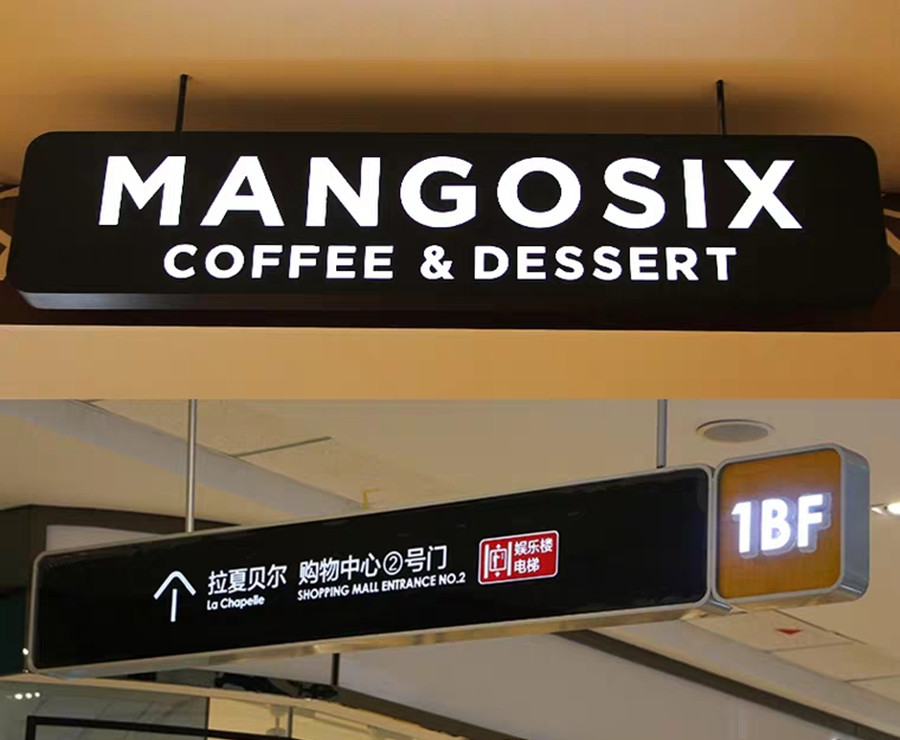 MANGOSIX
COFFEE & DESSERT
拉夏贝尔
La Chapelle
购物中心②号门
SHOPPING MALL ENTRANCE NO.2
娱乐楼
电梯
1BF